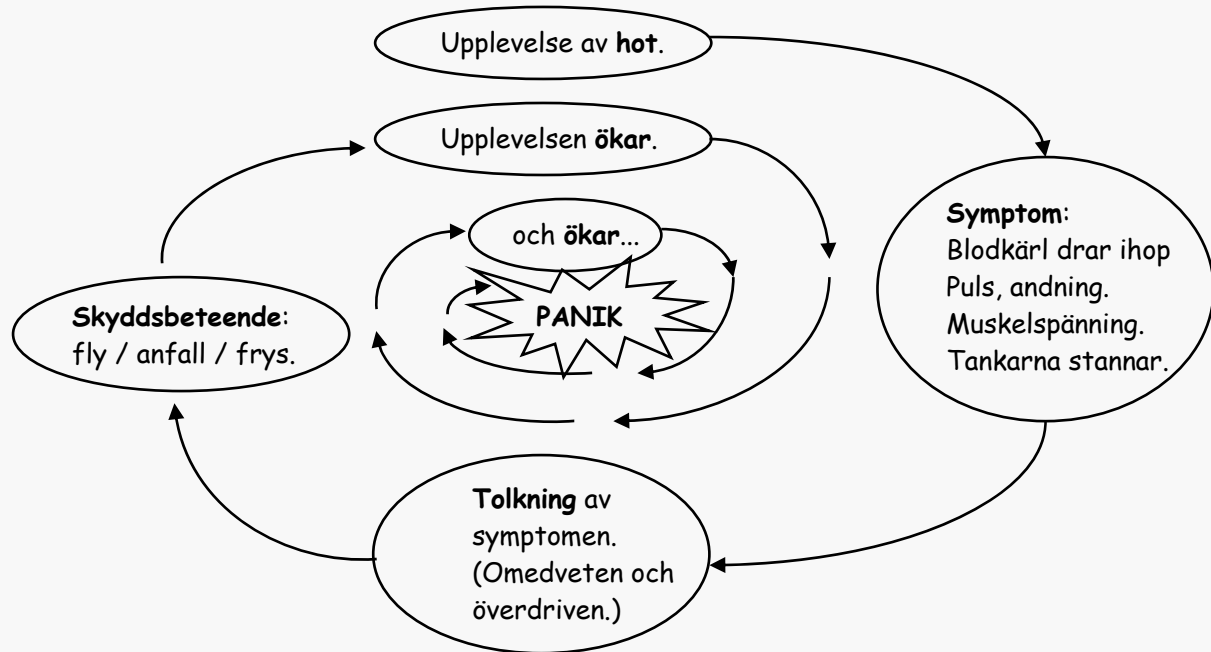 Upplevelse av hot.
Upplevelsen ökar.
och ökar...
PANIK
Symptom:
Blodkärl drar ihop
Puls, andning.
Muskelspänning.
Tankarna stannar.
Skyddsbeteende:
fly / anfall / frys.
Tolkning av
symptomen.
(Omedveten och
överdriven.)